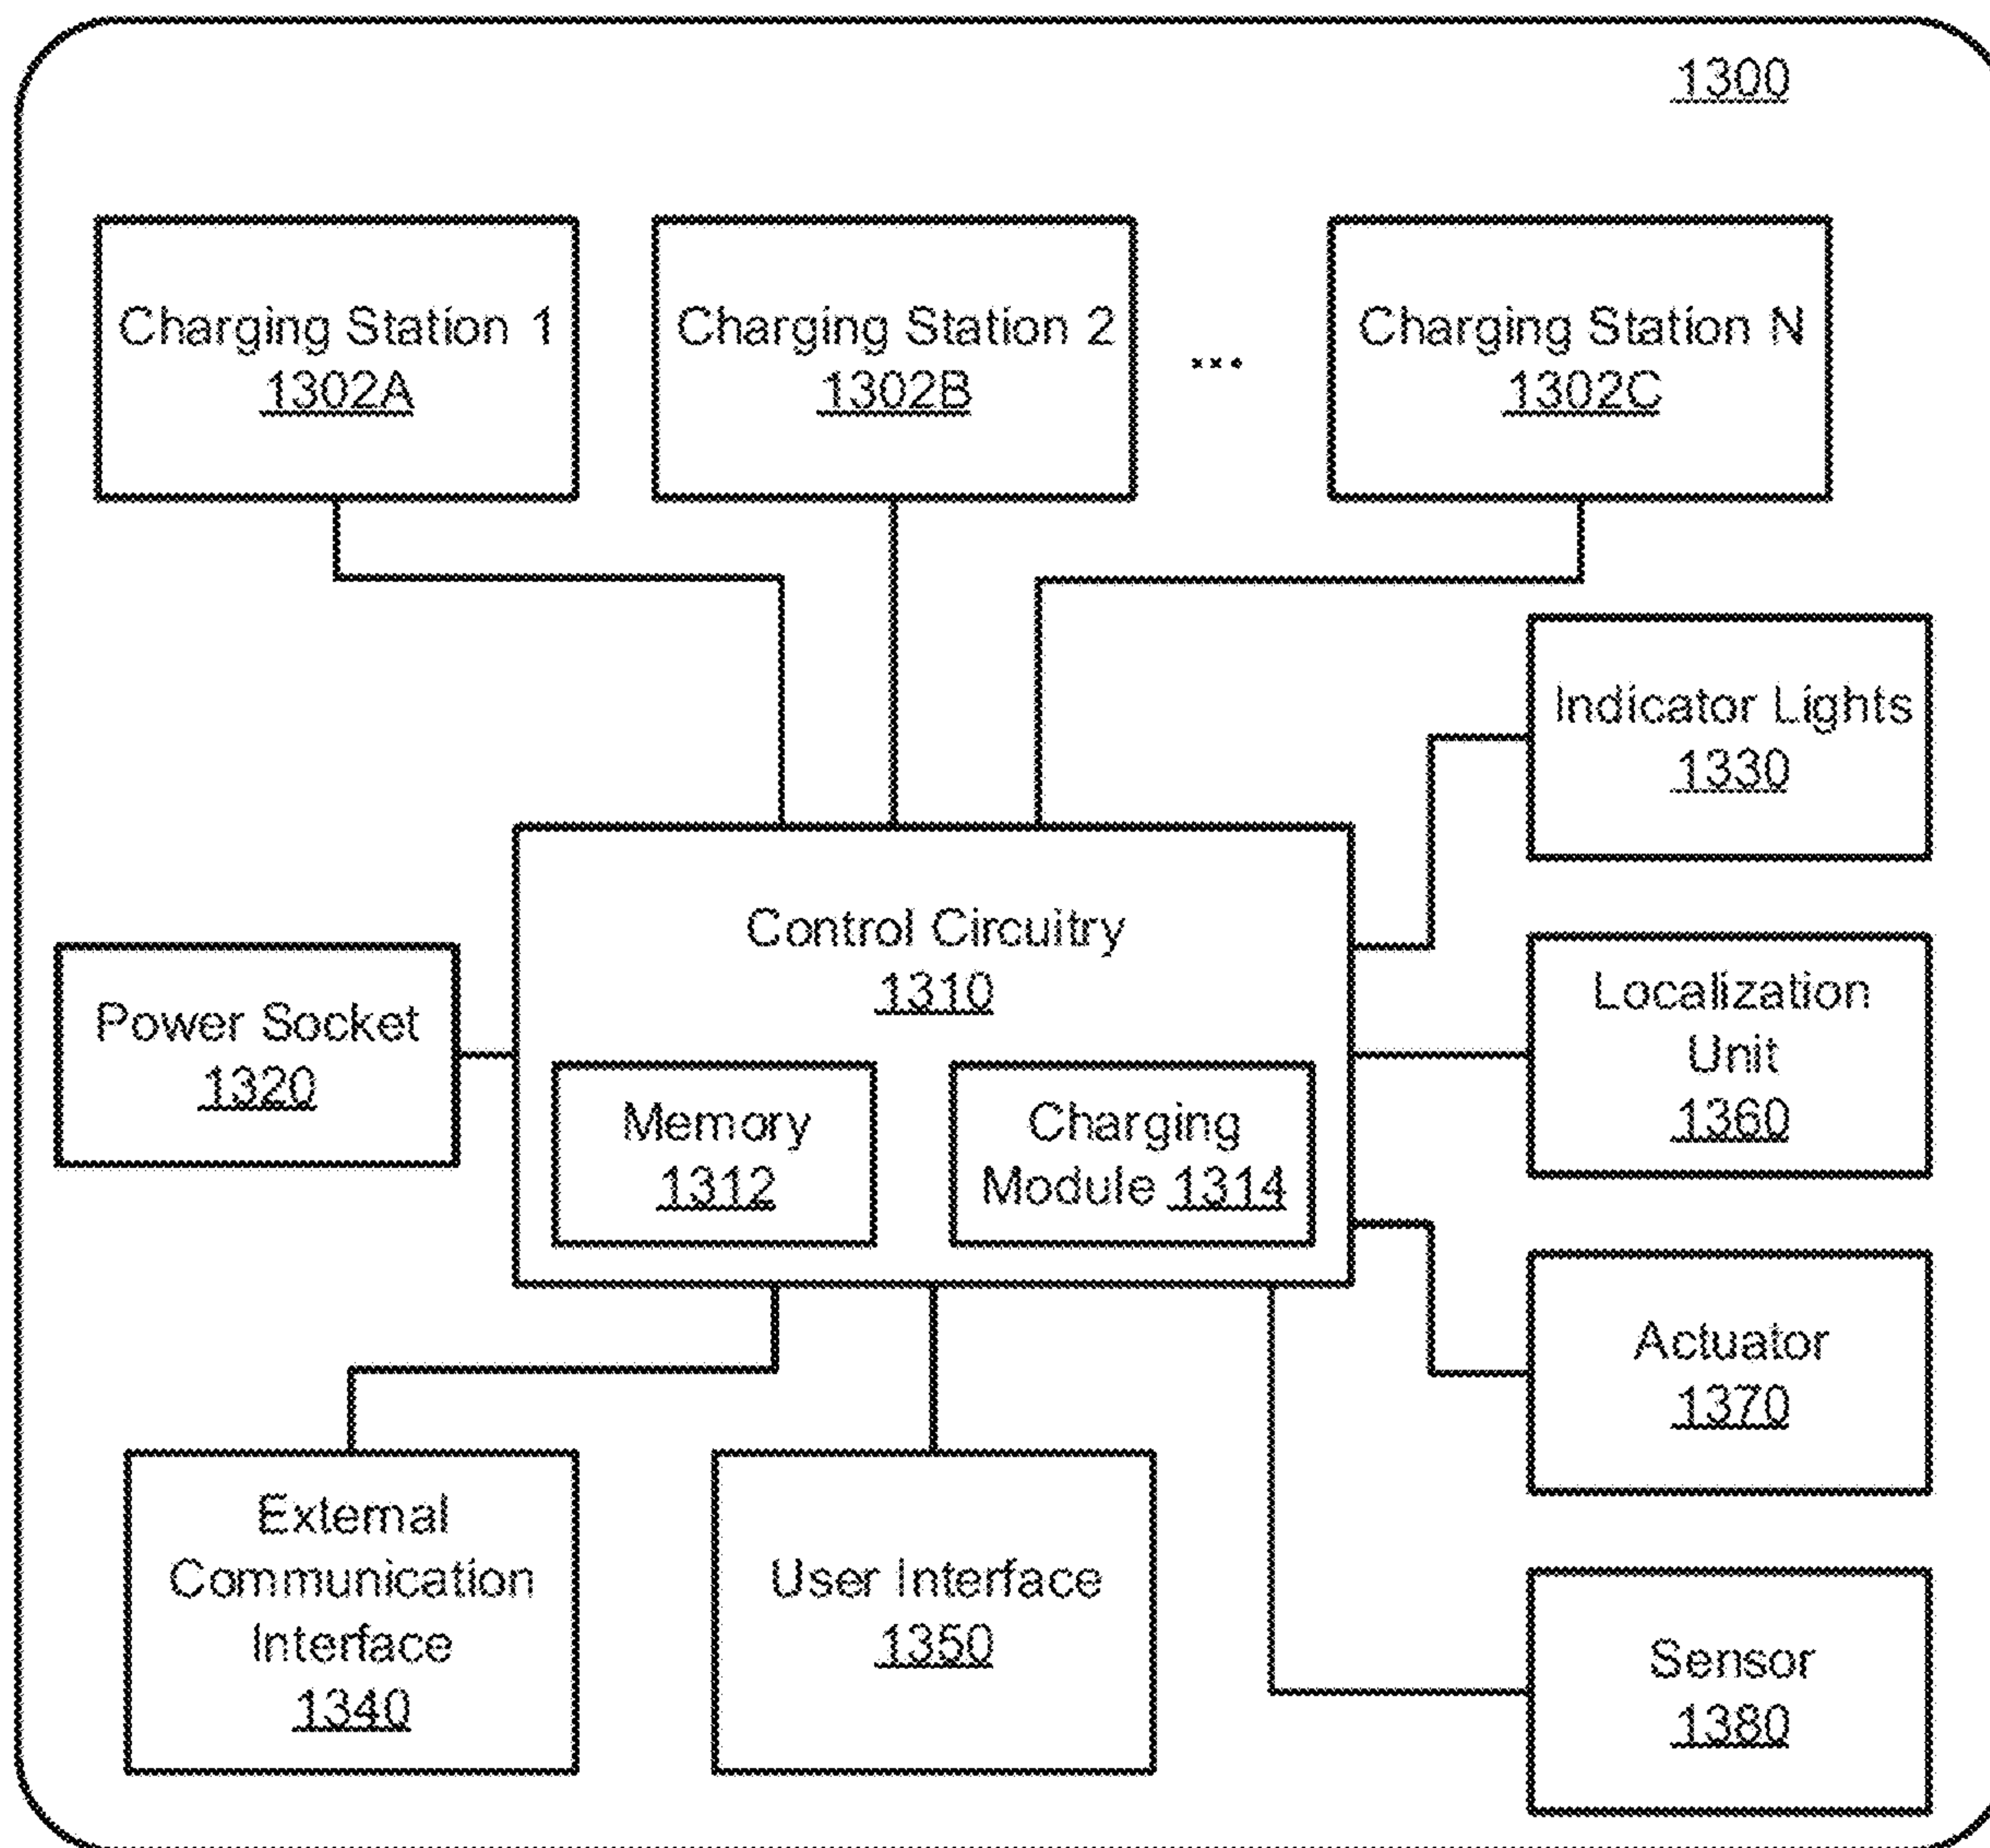 1300
Charging Station 1
1302A
Charging Station 2
1302B
...
Charging Station N
1302C
Indicator Lights
1330
Control Circuitry
1310
Power Socket
1320
Memory
1312
Charging
Module 1314
Localization
Unit
1360
Actuator
1370
External
Communication
Interface
1340
User Interface
1350
Sensor
1380